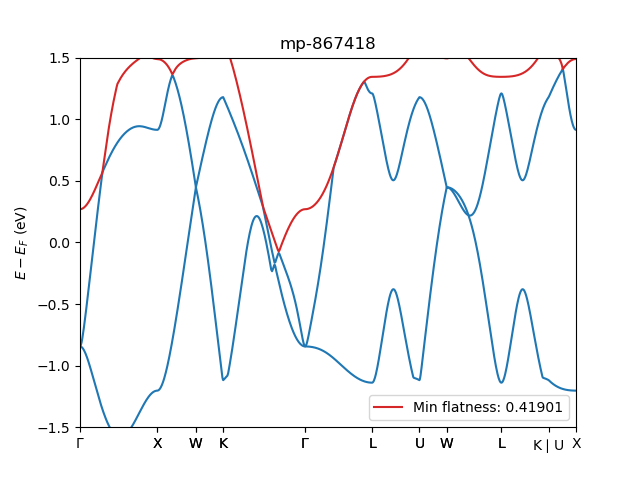 mp-867418
E − E_F (eV)
1.5
1.0
0.5
0.0
−0.5
−1.0
−1.5
Min flatness: 0.41901
Γ X W K Γ L U W L K | U X